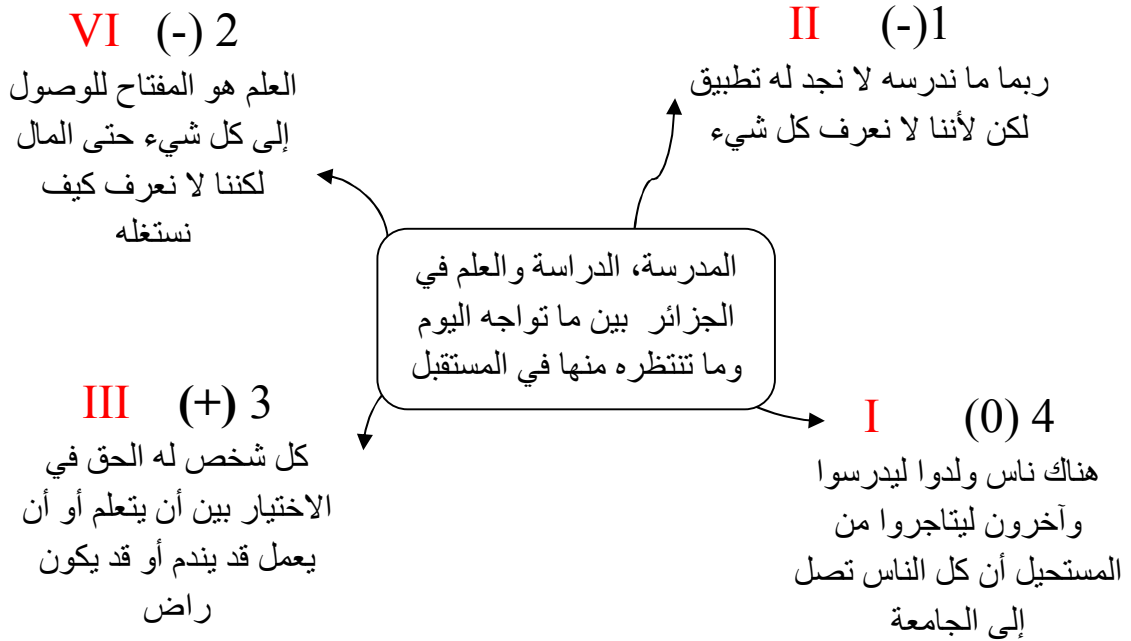 II (-)1
ربما ما ندرسه لا نجد له تطبيق
لكن لأننا لا نعرف كل شيء
VI (-) 2
العلم هو المفتاح للوصول
إلى كل شيء حتى المال
لكننا لا نعرف كيف
نستغله
المدرسة، الدراسة والعلم في
الجزائر بين ما تواجه اليوم
وما تنتظره منها في المستقبل
III (+) 3
كل شخص له الحق في
الاختيار بين أن يتعلم أو أن
يعمل قد يندم أو قد يكون
راض
I (0) 4
هناك ناس ولدوا ليدرسوا
وآخرون ليتاجروا من
المستحيل أن كل الناس تصل
إلى الجامعة